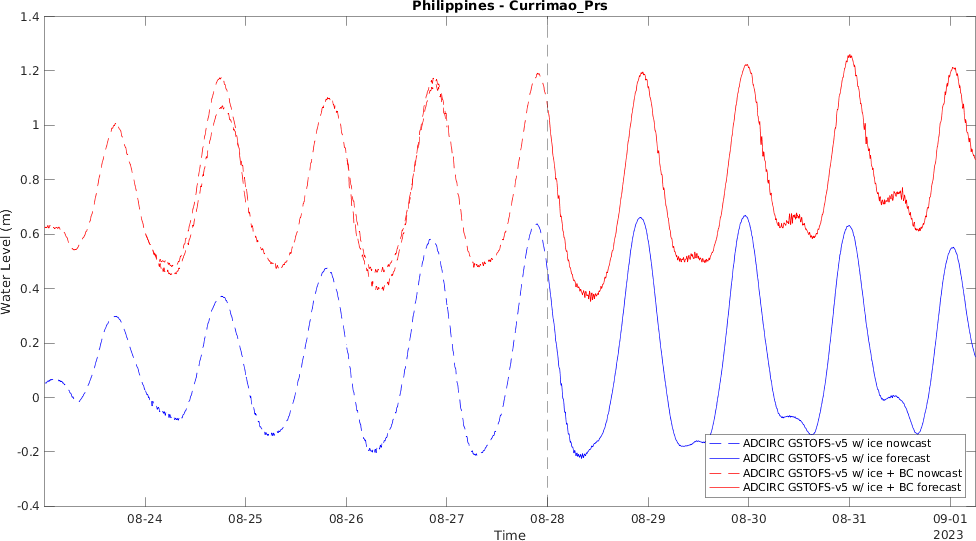 Philippines - Currimao_Prs
1.4
1.2
1
0.8
0.6
0.4
0.2
0
-0.2
-0.4
Water Level (m)
08-24
08-25
08-26
08-27
08-28
08-29
08-30
08-31
09-01
2023
Time
ADCIRC GSTOFS-v5 w/ ice nowcast
ADCIRC GSTOFS-v5 w/ ice forecast
ADCIRC GSTOFS-v5 w/ ice + BC nowcast
ADCIRC GSTOFS-v5 w/ ice + BC forecast